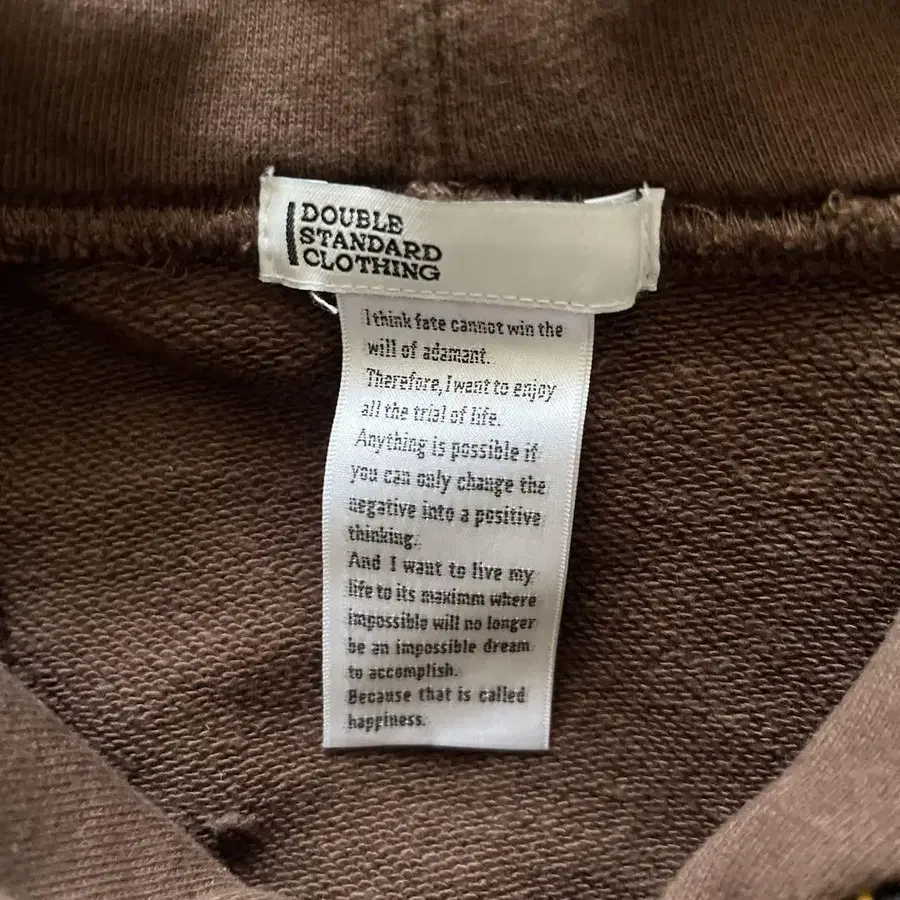 DOUBLE
STANDARD
CLOTHING
I think fate cannot win the
will of adamant.
Therefore, I want to enjoy
all the trial of life.
Anything is possible if
you can only change the
negative into a positive
thinking.
And I want to live my
life to its maximm where
impossible will no longer
be an impossible dream
to accomplish.
Because that is called
happiness.